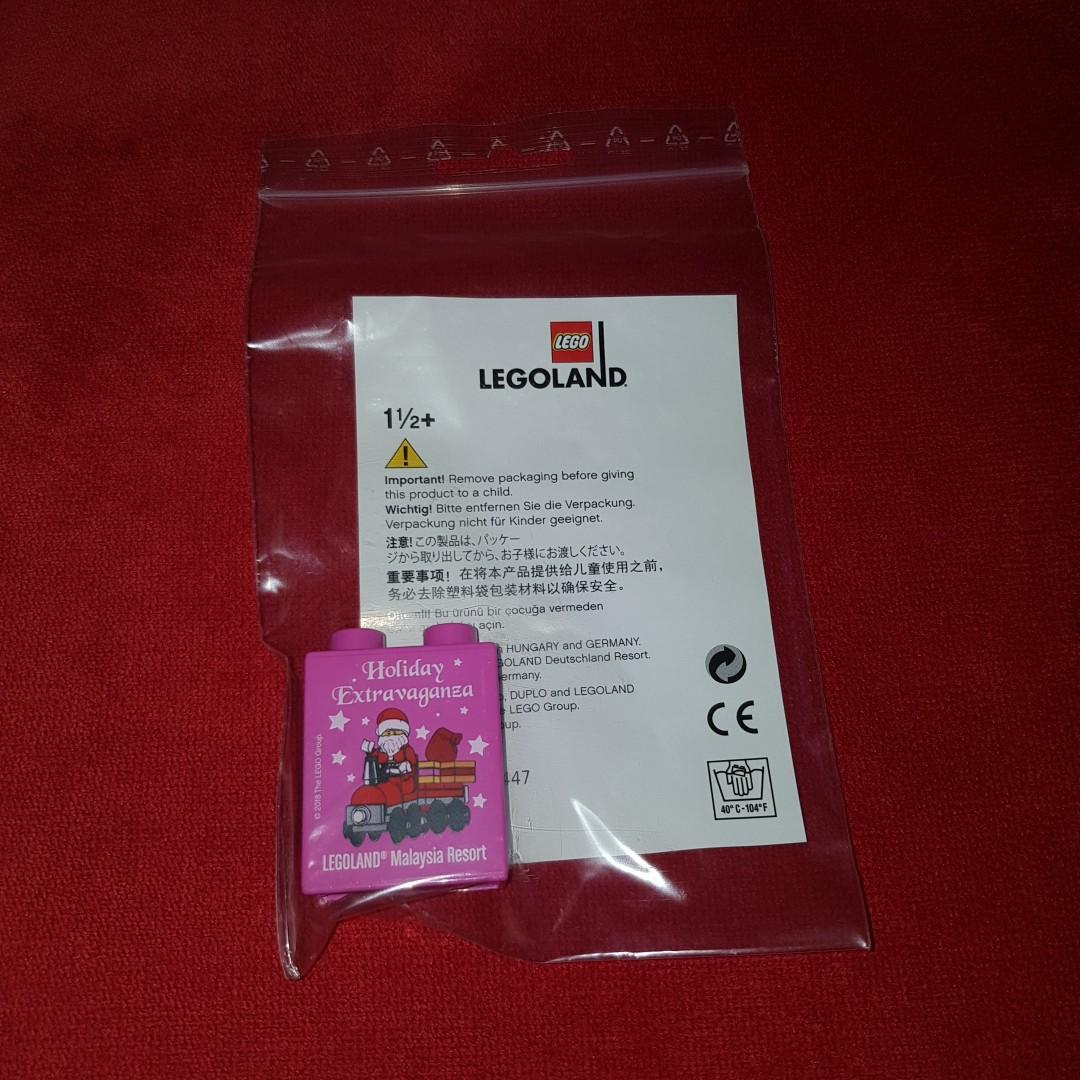 LEGO
LEGOLAND
1½+
Important! Remove packaging before giving
this product to a child.
Wichtig! Bitte entfernen Sie die Verpackung.
Verpackung nicht für Kinder geeignet.
注意!この製品は、パッケー
ジから取り出してから、お子様にお渡しください。
重要事项！在将本产品提供给儿童使用之前，
务必去除塑料袋包装材料以确保安全。
Bu ürünü bir çocuğa vermeden
açın.
HUNGARY and GERMANY.
Deutschland Resort.
DUPLO and LEGOLAND
LEGO Group.
447
CE
40°C-104°F
Holiday
Extravaganza
© 2018 The LEGO Group.
LEGOLAND® Malaysia Resort